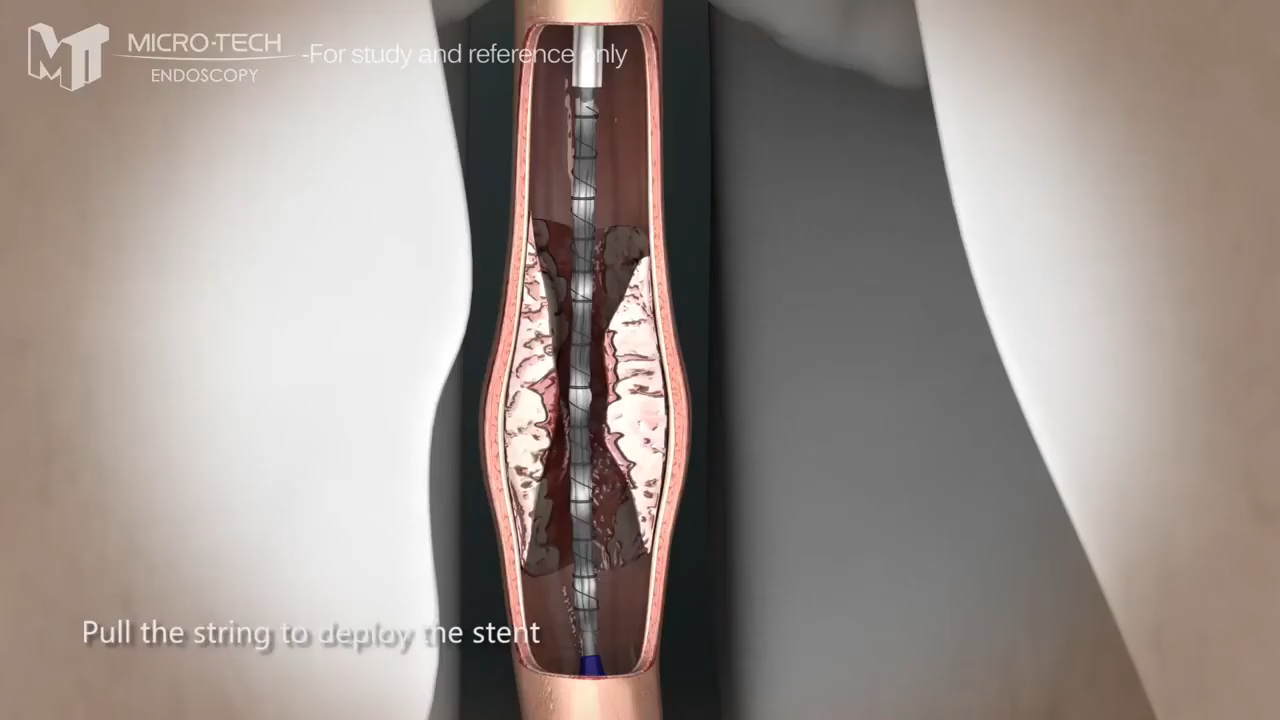 MICRO-TECH
ENDOSCOPY
-For study and reference only
Pull the string to deploy the stent